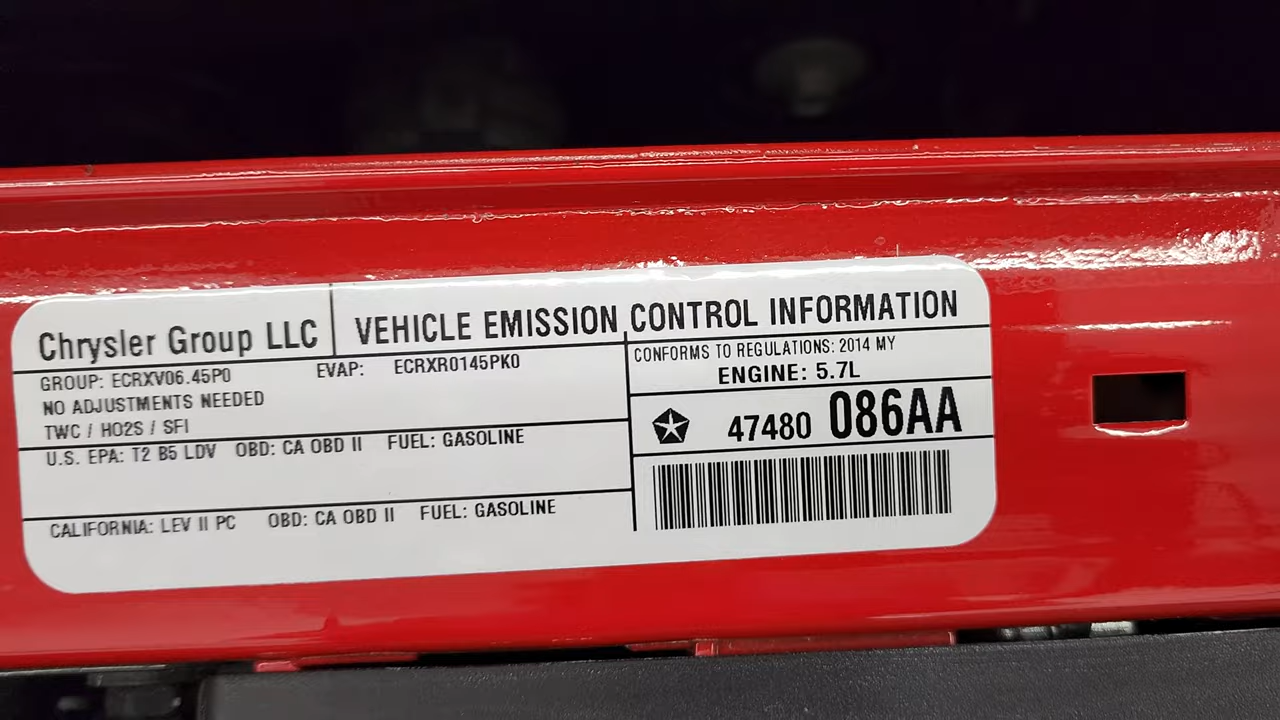 Chrysler Group LLC
VEHICLE EMISSION CONTROL INFORMATION
GROUP: ECRXV06.45P0
EVAP: ECRXR0145PK0
NO ADJUSTMENTS NEEDED
TWC / HO2S / SFI
U.S. EPA: T2 B5 LDV OBD: CA OBD II FUEL: GASOLINE
CALIFORNIA: LEV II PC OBD: CA OBD II FUEL: GASOLINE
CONFORMS TO REGULATIONS: 2014 MY
ENGINE: 5.7L
47480 086AA